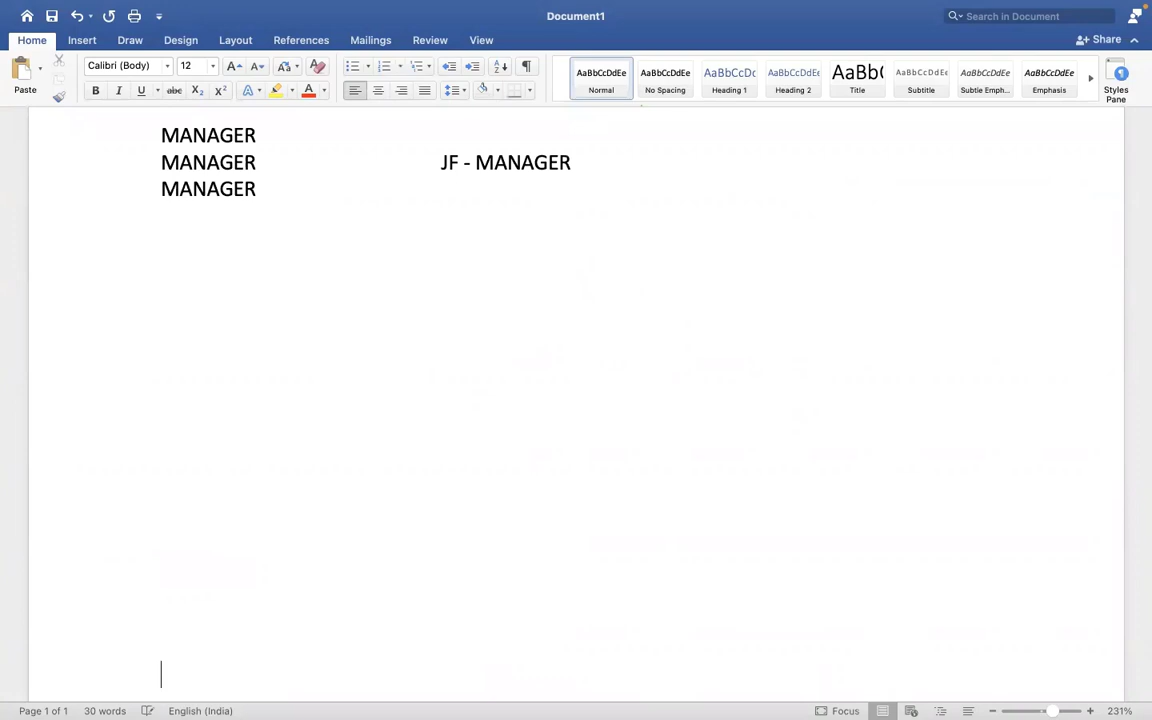 Document1
Search in Document
Home Insert Draw Design Layout References Mailings Review View
Share
Paste
Calibri (Body) 12
AaBbCcDdEe AaBbCcDdEe AaBbCcDc AaBbCcDdEe AaBb( AaBbCcDdEe AaBbCcDdEe AaBbCcDdEe
Normal No Spacing Heading 1 Heading 2 Title Subtitle Subtle Emph... Emphasis
Styles
Pane
MANAGER
MANAGER JF - MANAGER
MANAGER
Page 1 of 1 30 words English (India) Focus 231%